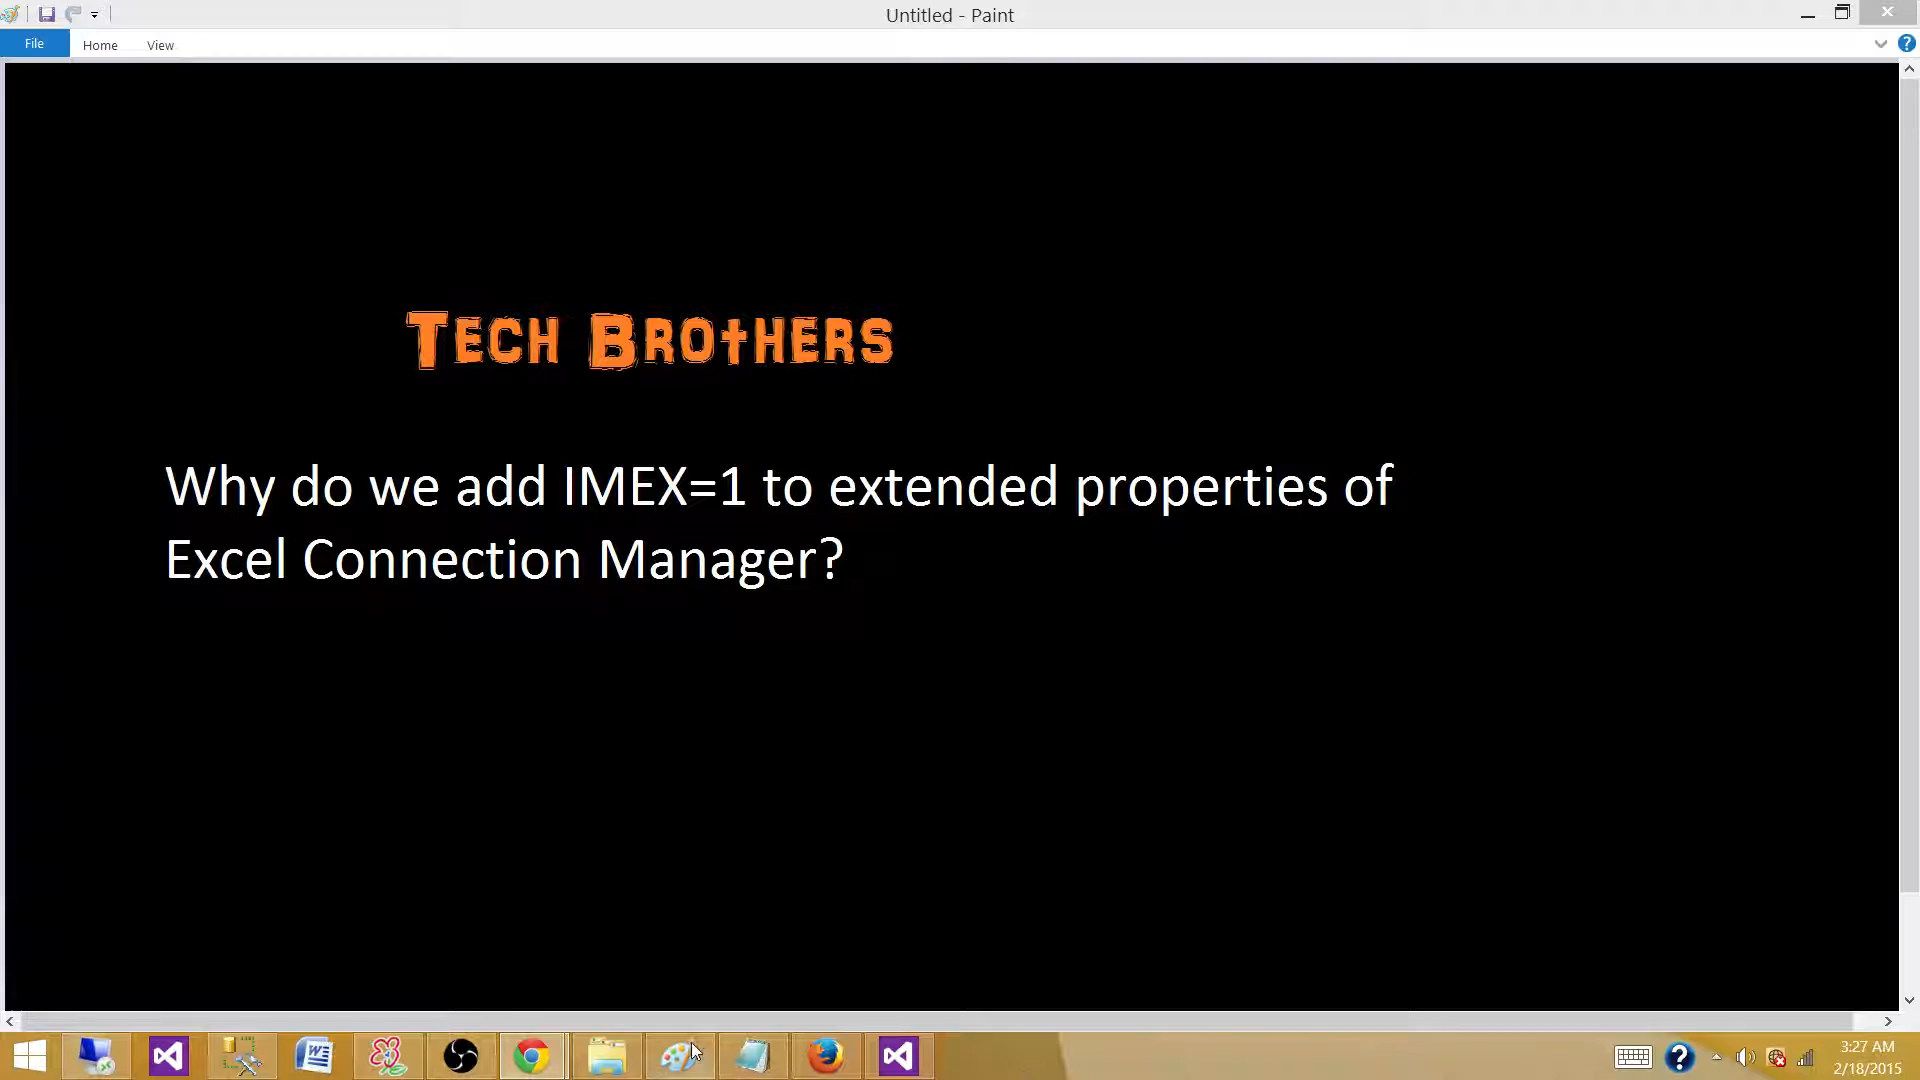 Untitled - Paint
File
Home
View
Tech Brothers
Why do we add IMEX=1 to extended properties of
Excel Connection Manager?
3:27 AM
2/18/2015